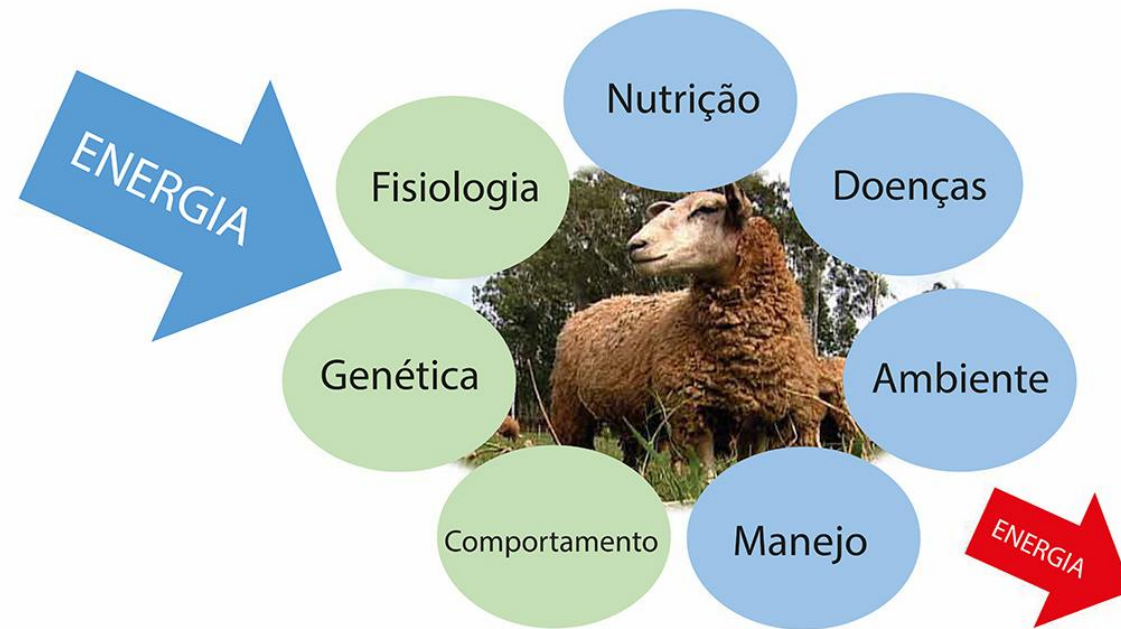 ENERGIA
Nutrição
Fisiologia
Doenças
Genética
Ambiente
Comportamento
Manejo
ENERGIA